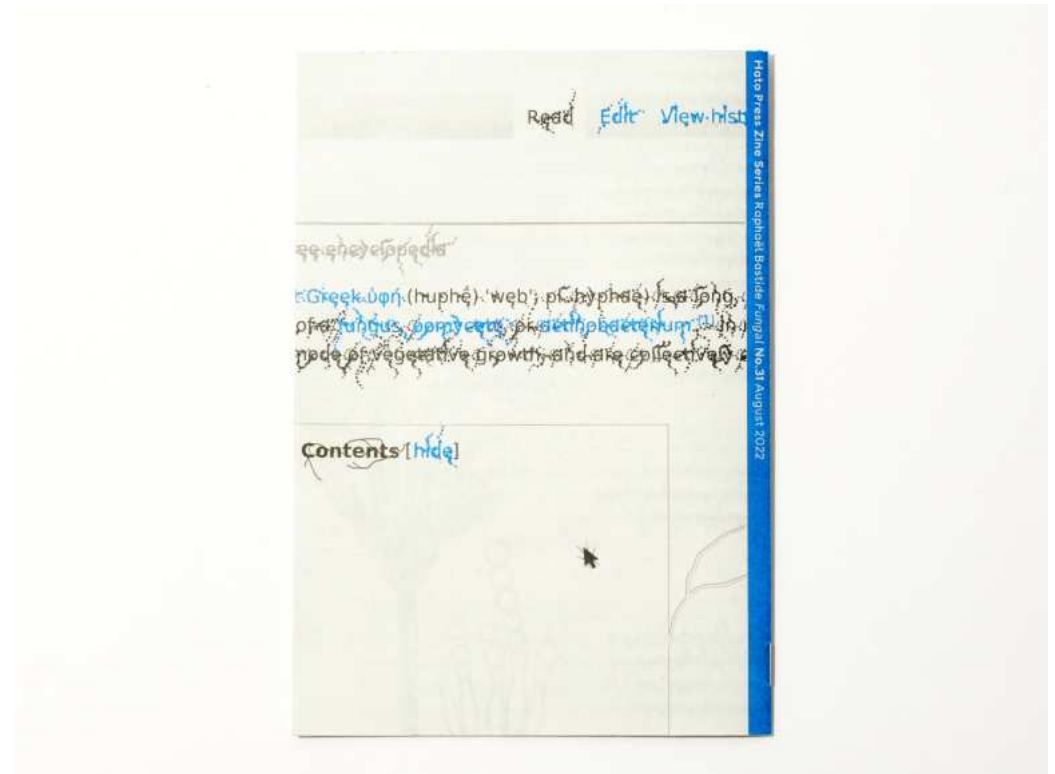 Read Edit View hist
ee encyclopedia
t Greek ὑφή (huphḗ) 'web'; pl. hyphae) is a long,
of a fungus, oomycete, or actinobacterium.[1] In
mode of vegetative growth, and are collectively
Contents [hide]
Hato Press Zine Series Raphaël Bastide Fungal No.31 August 2022